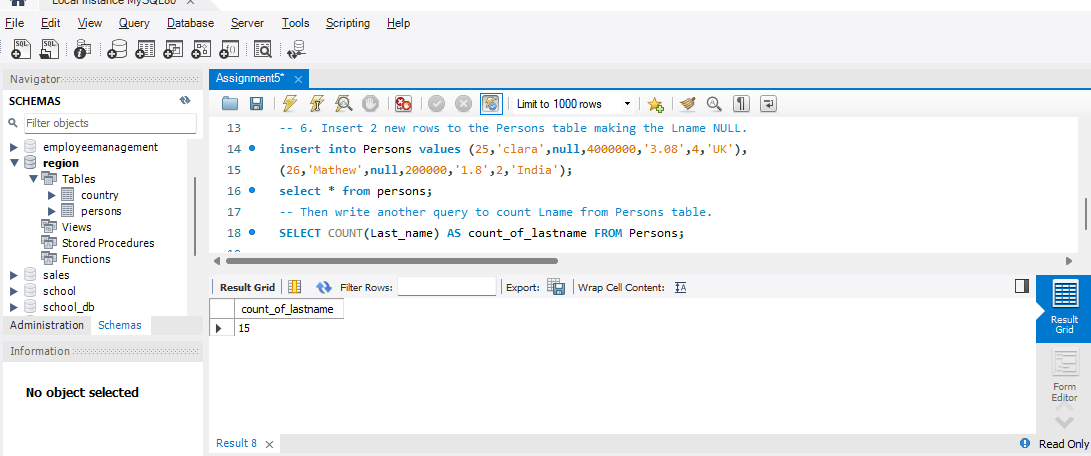 Local instance MySQL80
File Edit View Query Database Server Tools Scripting Help
Navigator
SCHEMAS
Filter objects
employeemanagement
region
Tables
country
persons
Views
Stored Procedures
Functions
sales
school
school_db
Administration Schemas
Information
No object selected
Assignment5*
Limit to 1000 rows
13 -- 6. Insert 2 new rows to the Persons table making the Lname NULL.
14 insert into Persons values (25,'clara',null,4000000,'3.08',4,'UK'),
15 (26,'Mathew',null,200000,'1.8',2,'India');
16 select * from persons;
17 -- Then write another query to count Lname from Persons table.
18 SELECT COUNT(Last_name) AS count_of_lastname FROM Persons;
Result Grid Filter Rows: Export: Wrap Cell Content: IA
count_of_lastname
15
Result
Grid
Form
Editor
Result 8
Read Only